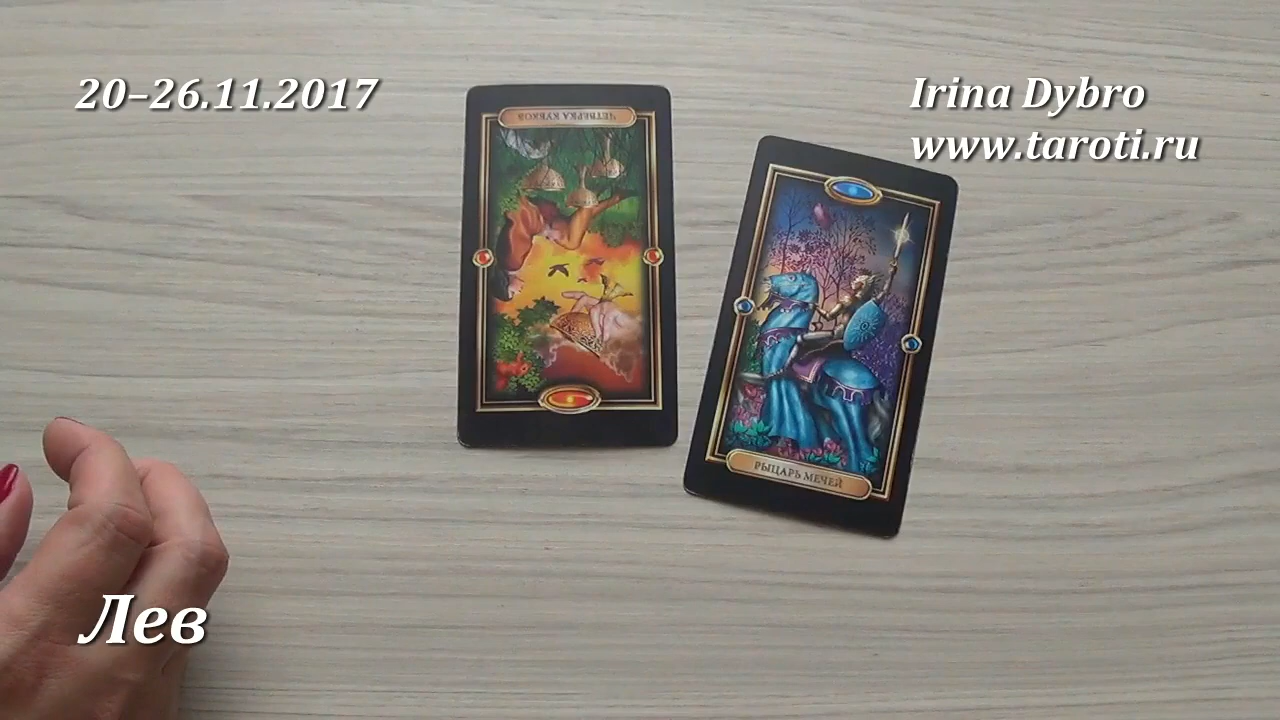 20–26.11.2017
Irina Dybro
www.taroti.ru
ЧЕТВЕРКА КУБКОВ
РЫЦАРЬ МЕЧЕЙ
Лев